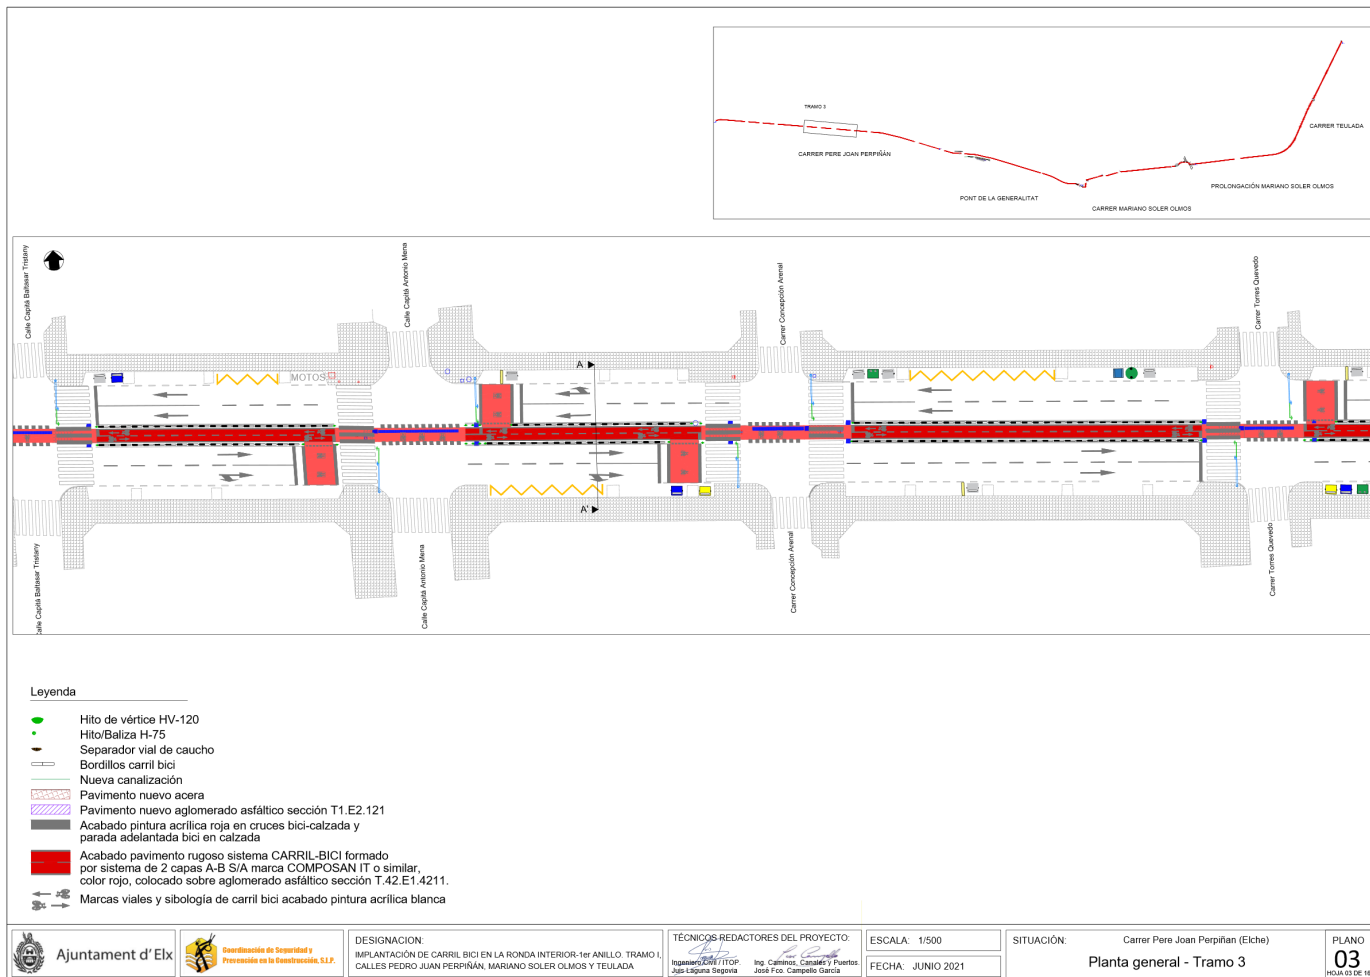 TRAMO 3
CARRER PERE JOAN PERPIÑÁN
PONT DE LA GENERALITAT
CARRER MARIANO SOLER OLMOS
PROLONGACIÓN MARIANO SOLER OLMOS
CARRER TEULADA
Calle Capità Baltasar Tristany
Calle Capità Antonio Mena
Carrer Concepción Arenal
Carrer Torres Quevedo
MOTOS
A
A'
Calle Capità Baltasar Tristany
Calle Capità Antonio Mena
Carrer Concepción Arenal
Carrer Torres Quevedo
Leyenda
Hito de vértice HV-120
Hito/Baliza H-75
Separador vial de caucho
Bordillos carril bici
Nueva canalización
Pavimento nuevo acera
Pavimento nuevo aglomerado asfáltico sección T1.E2.121
Acabado pintura acrílica roja en cruces bici-calzada y
parada adelantada bici en calzada
Acabado pavimento rugoso sistema CARRIL-BICI formado
por sistema de 2 capas A-B S/A marca COMPOSAN IT o similar,
color rojo, colocado sobre aglomerado asfáltico sección T.42.E1.4211.
Marcas viales y sibología de carril bici acabado pintura acrílica blanca
Ajuntament d'Elx
Coordinación de Seguridad y
Prevención en la Construcción, S.L.P.
DESIGNACION:
IMPLANTACIÓN DE CARRIL BICI EN LA RONDA INTERIOR-1er ANILLO. TRAMO I,
CALLES PEDRO JUAN PERPIÑÁN, MARIANO SOLER OLMOS Y TEULADA
TÉCNICOS REDACTORES DEL PROYECTO:
Ingeniero Civil / ITOP.
Juis Laguna Segovia
Ing. Caminos, Canales y Puertos.
José Fco. Campello García
ESCALA: 1/500
FECHA: JUNIO 2021
SITUACIÓN:
Carrer Pere Joan Perpiñan (Elche)
Planta general - Tramo 3
PLANO
03
HOJA 03 DE 18